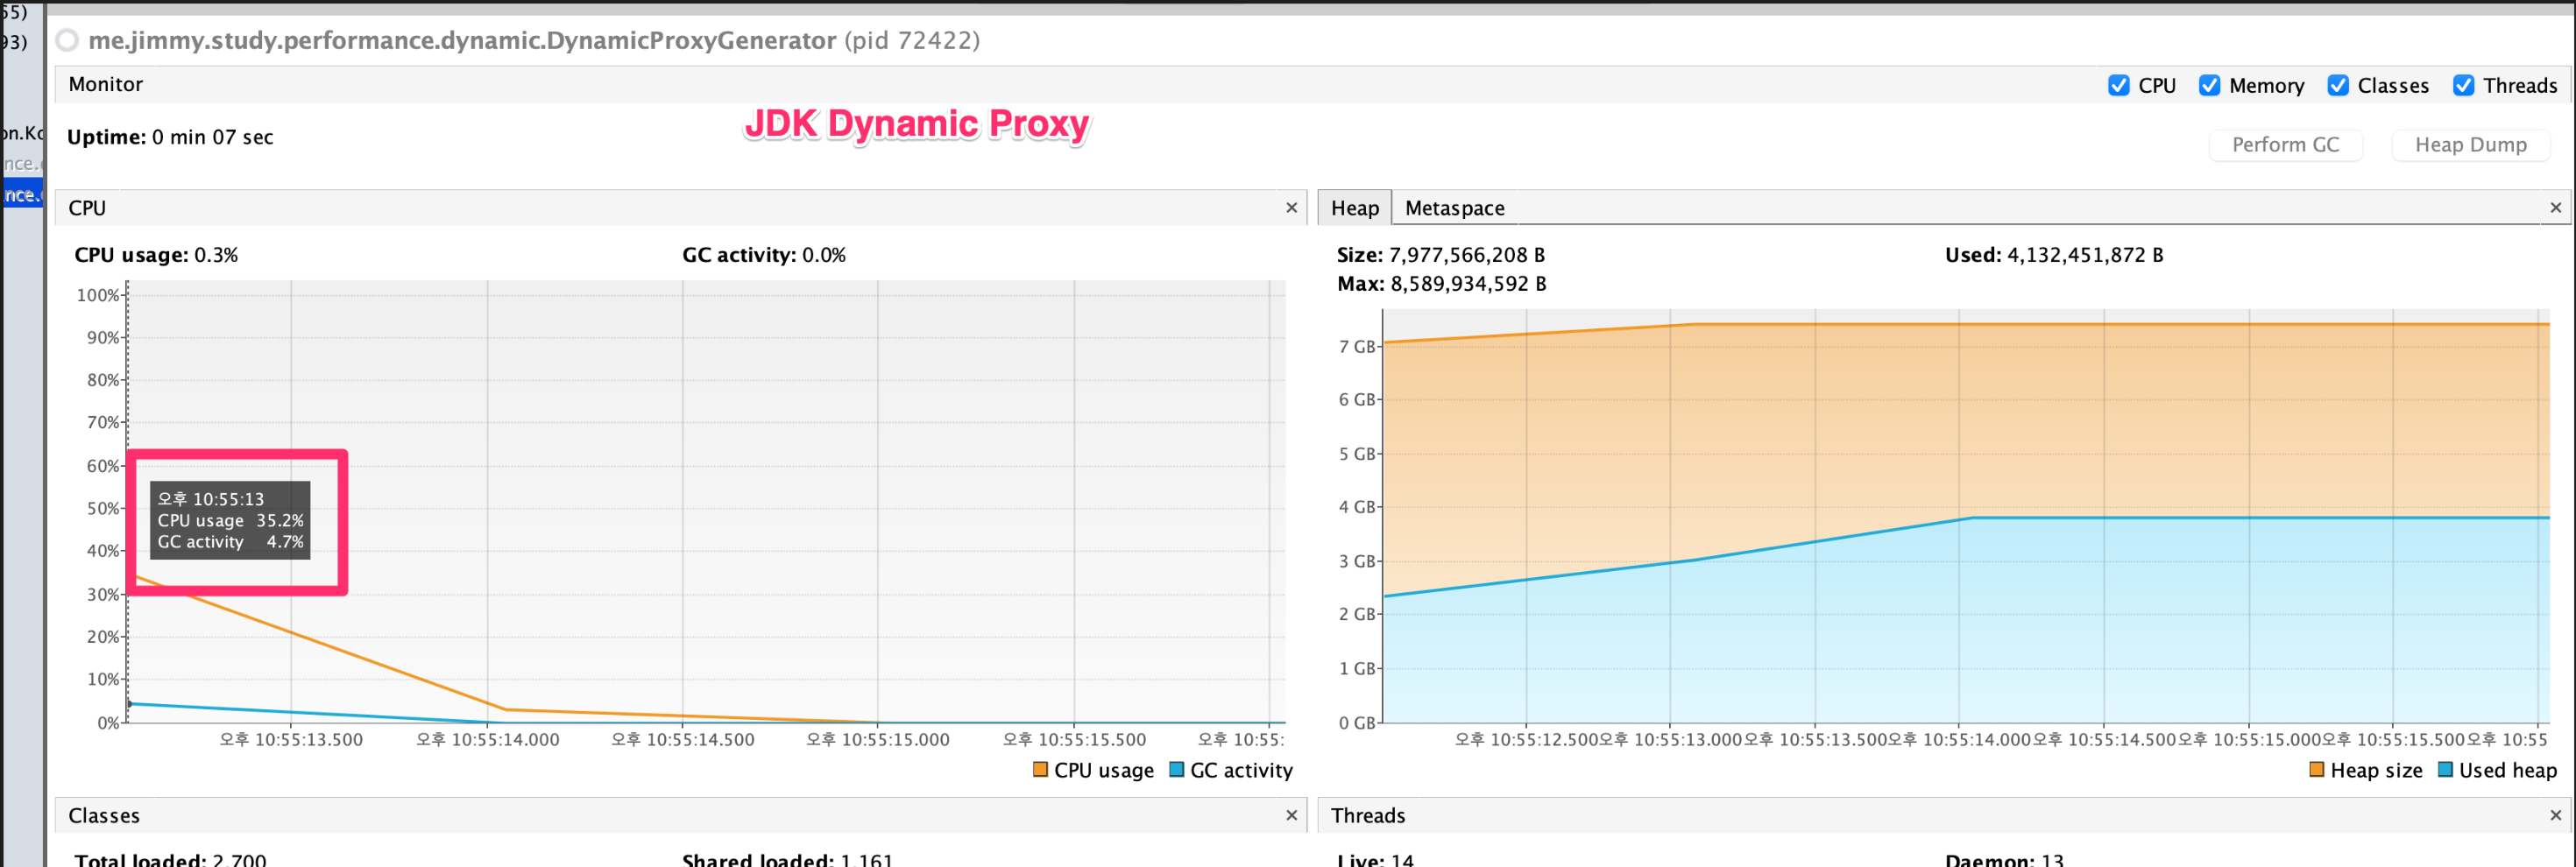 55)
93)
on.Ko
nce.
nce.
me.jimmy.study.performance.dynamic.DynamicProxyGenerator (pid 72422)
Monitor
CPU Memory Classes Threads
JDK Dynamic Proxy
Uptime: 0 min 07 sec
Perform GC Heap Dump
CPU ×
CPU usage: 0.3% GC activity: 0.0%
100%
90%
80%
70%
60%
50%
40%
30%
20%
10%
0%
오후 10:55:13
CPU usage 35.2%
GC activity 4.7%
오후 10:55:13.500 오후 10:55:14.000 오후 10:55:14.500 오후 10:55:15.000 오후 10:55:15.500 오후 10:55:
CPU usage GC activity
Heap Metaspace ×
Size: 7,977,566,208 B Used: 4,132,451,872 B
Max: 8,589,934,592 B
7 GB
6 GB
5 GB
4 GB
3 GB
2 GB
1 GB
0 GB
오후 10:55:12.500 오후 10:55:13.000 오후 10:55:13.500 오후 10:55:14.000 오후 10:55:14.500 오후 10:55:15.000 오후 10:55:15.500 오후 10:55
Heap size Used heap
Classes ×
Total loaded: 2,700 Shared loaded: 1,161
Threads ×
Live: 14 Daemon: 13